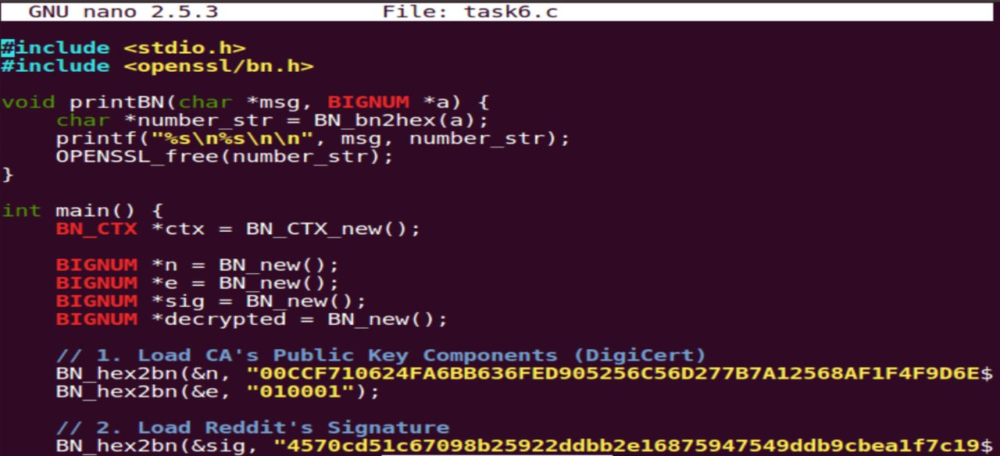 GNU nano 2.5.3 File: task6.c
#include <stdio.h>
#include <openssl/bn.h>
void printBN(char *msg, BIGNUM *a) {
char *number_str = BN_bn2hex(a);
printf("%s\n%s\n\n", msg, number_str);
OPENSSL_free(number_str);
}
int main() {
BN_CTX *ctx = BN_CTX_new();
BIGNUM *n = BN_new();
BIGNUM *e = BN_new();
BIGNUM *sig = BN_new();
BIGNUM *decrypted = BN_new();
// 1. Load CA's Public Key Components (DigiCert)
BN_hex2bn(&n, "00CCF710624FA6BB636FED905256C56D277B7A12568AF1F4F9D6E$
BN_hex2bn(&e, "010001");
// 2. Load Reddit's Signature
BN_hex2bn(&sig, "4570cd51c67098b25922ddbb2e16875947549ddb9cbea1f7c19$